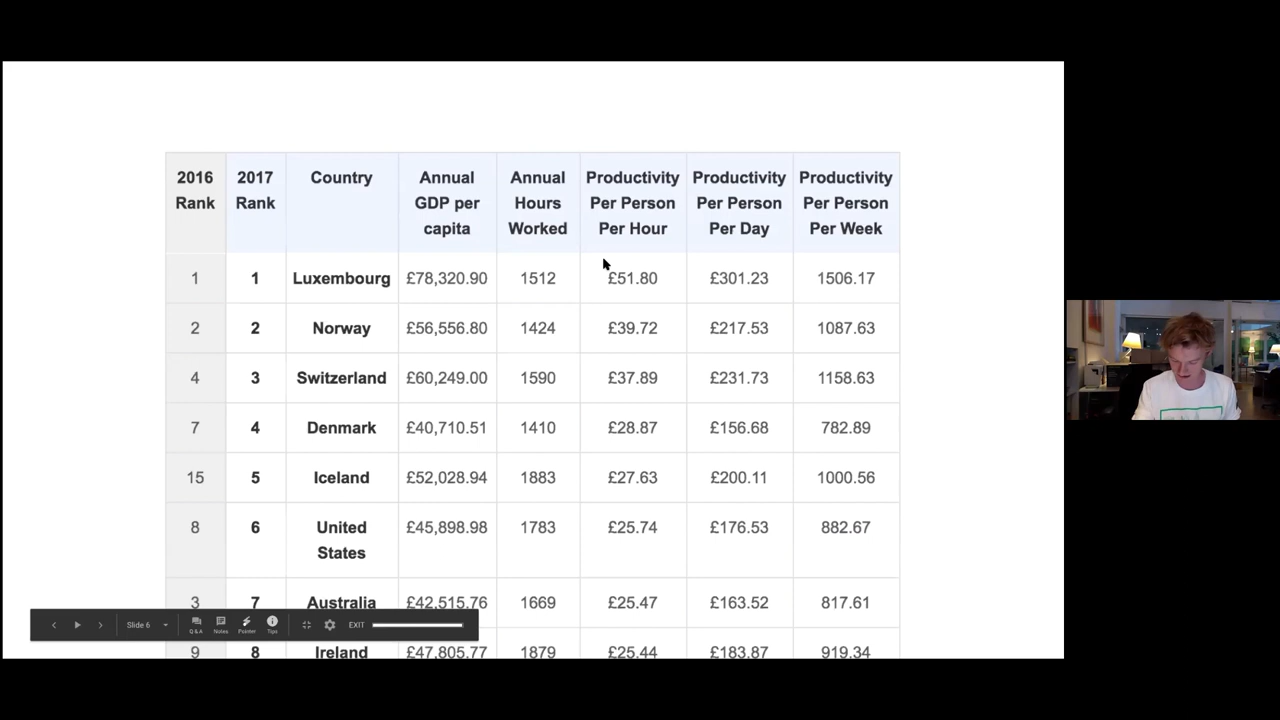 2016 Rank 2017 Rank Country Annual GDP per capita Annual Hours Worked Productivity Per Person Per Hour Productivity Per Person Per Day Productivity Per Person Per Week
1 1 Luxembourg £78,320.90 1512 £51.80 £301.23 1506.17
2 2 Norway £56,556.80 1424 £39.72 £217.53 1087.63
4 3 Switzerland £60,249.00 1590 £37.89 £231.73 1158.63
7 4 Denmark £40,710.51 1410 £28.87 £156.68 782.89
15 5 Iceland £52,028.94 1883 £27.63 £200.11 1000.56
8 6 United States £45,898.98 1783 £25.74 £176.53 882.67
3 7 Australia £42,515.76 1669 £25.47 £163.52 817.61
9 8 Ireland £47,805.77 1879 £25.44 £183.87 919.34
Slide 6 Q & A Notes Pointer Tips EXIT